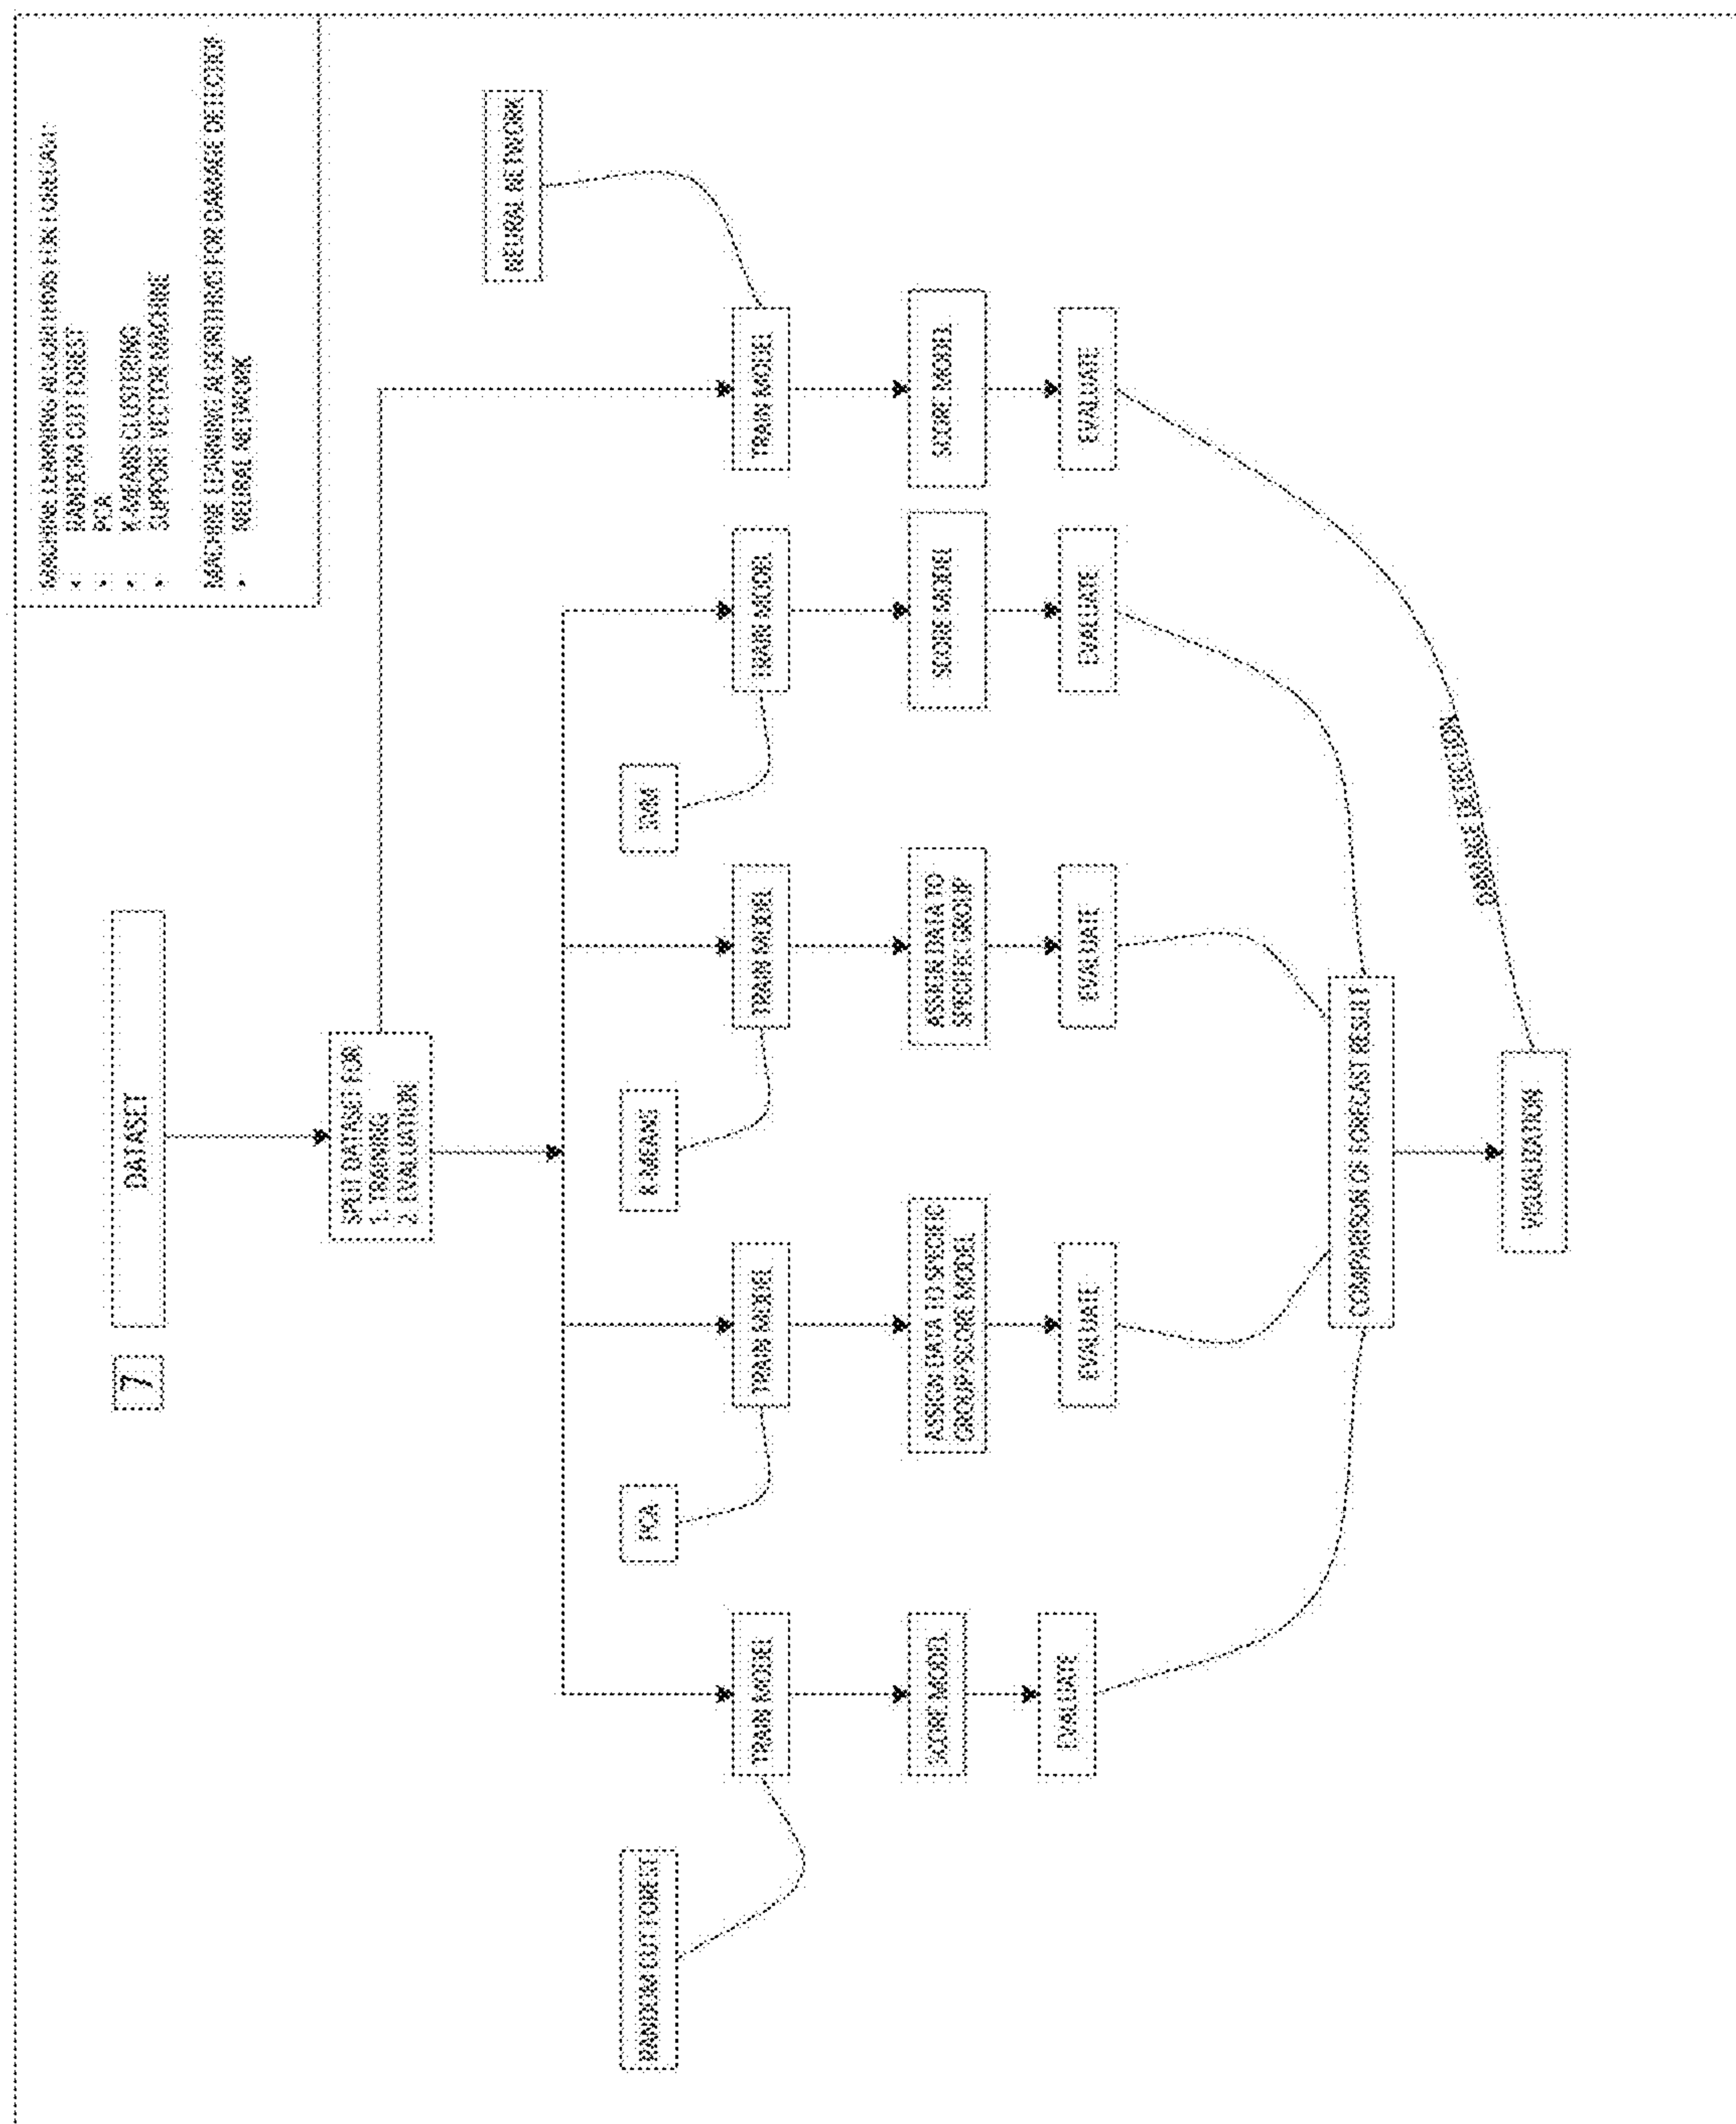 MACHINE LEARNING ALGORITHMS FOR FORECAST
• RANDOM CUT FOREST
• PCA
• K-MEANS CLUSTERING
• SUPPORT VECTOR MACHINE
MACHINE LEARNING ALGORITHMS FOR DAMAGE DETECTION
• NEURAL NETWORK
7
DATASET
SPLIT DATASET FOR
1. TRAINING
2. EVALUATION
NEURAL NETWORK
RANDOM CUT FOREST
PCA
K-MEANS
SVM
TRAIN MODEL
TRAIN MODEL
TRAIN MODEL
TRAIN MODEL
TRAIN MODEL
SCORE MODEL
ASSIGN DATA TO SPECIFIC
GROUP/SCORE MODEL
ASSIGN DATA TO
SPECIFIC GROUP
SCORE MODEL
SCORE MODEL
EVALUATE
EVALUATE
EVALUATE
EVALUATE
EVALUATE
COMPARISON OF FORECAST RESULT
VISUALIZATION